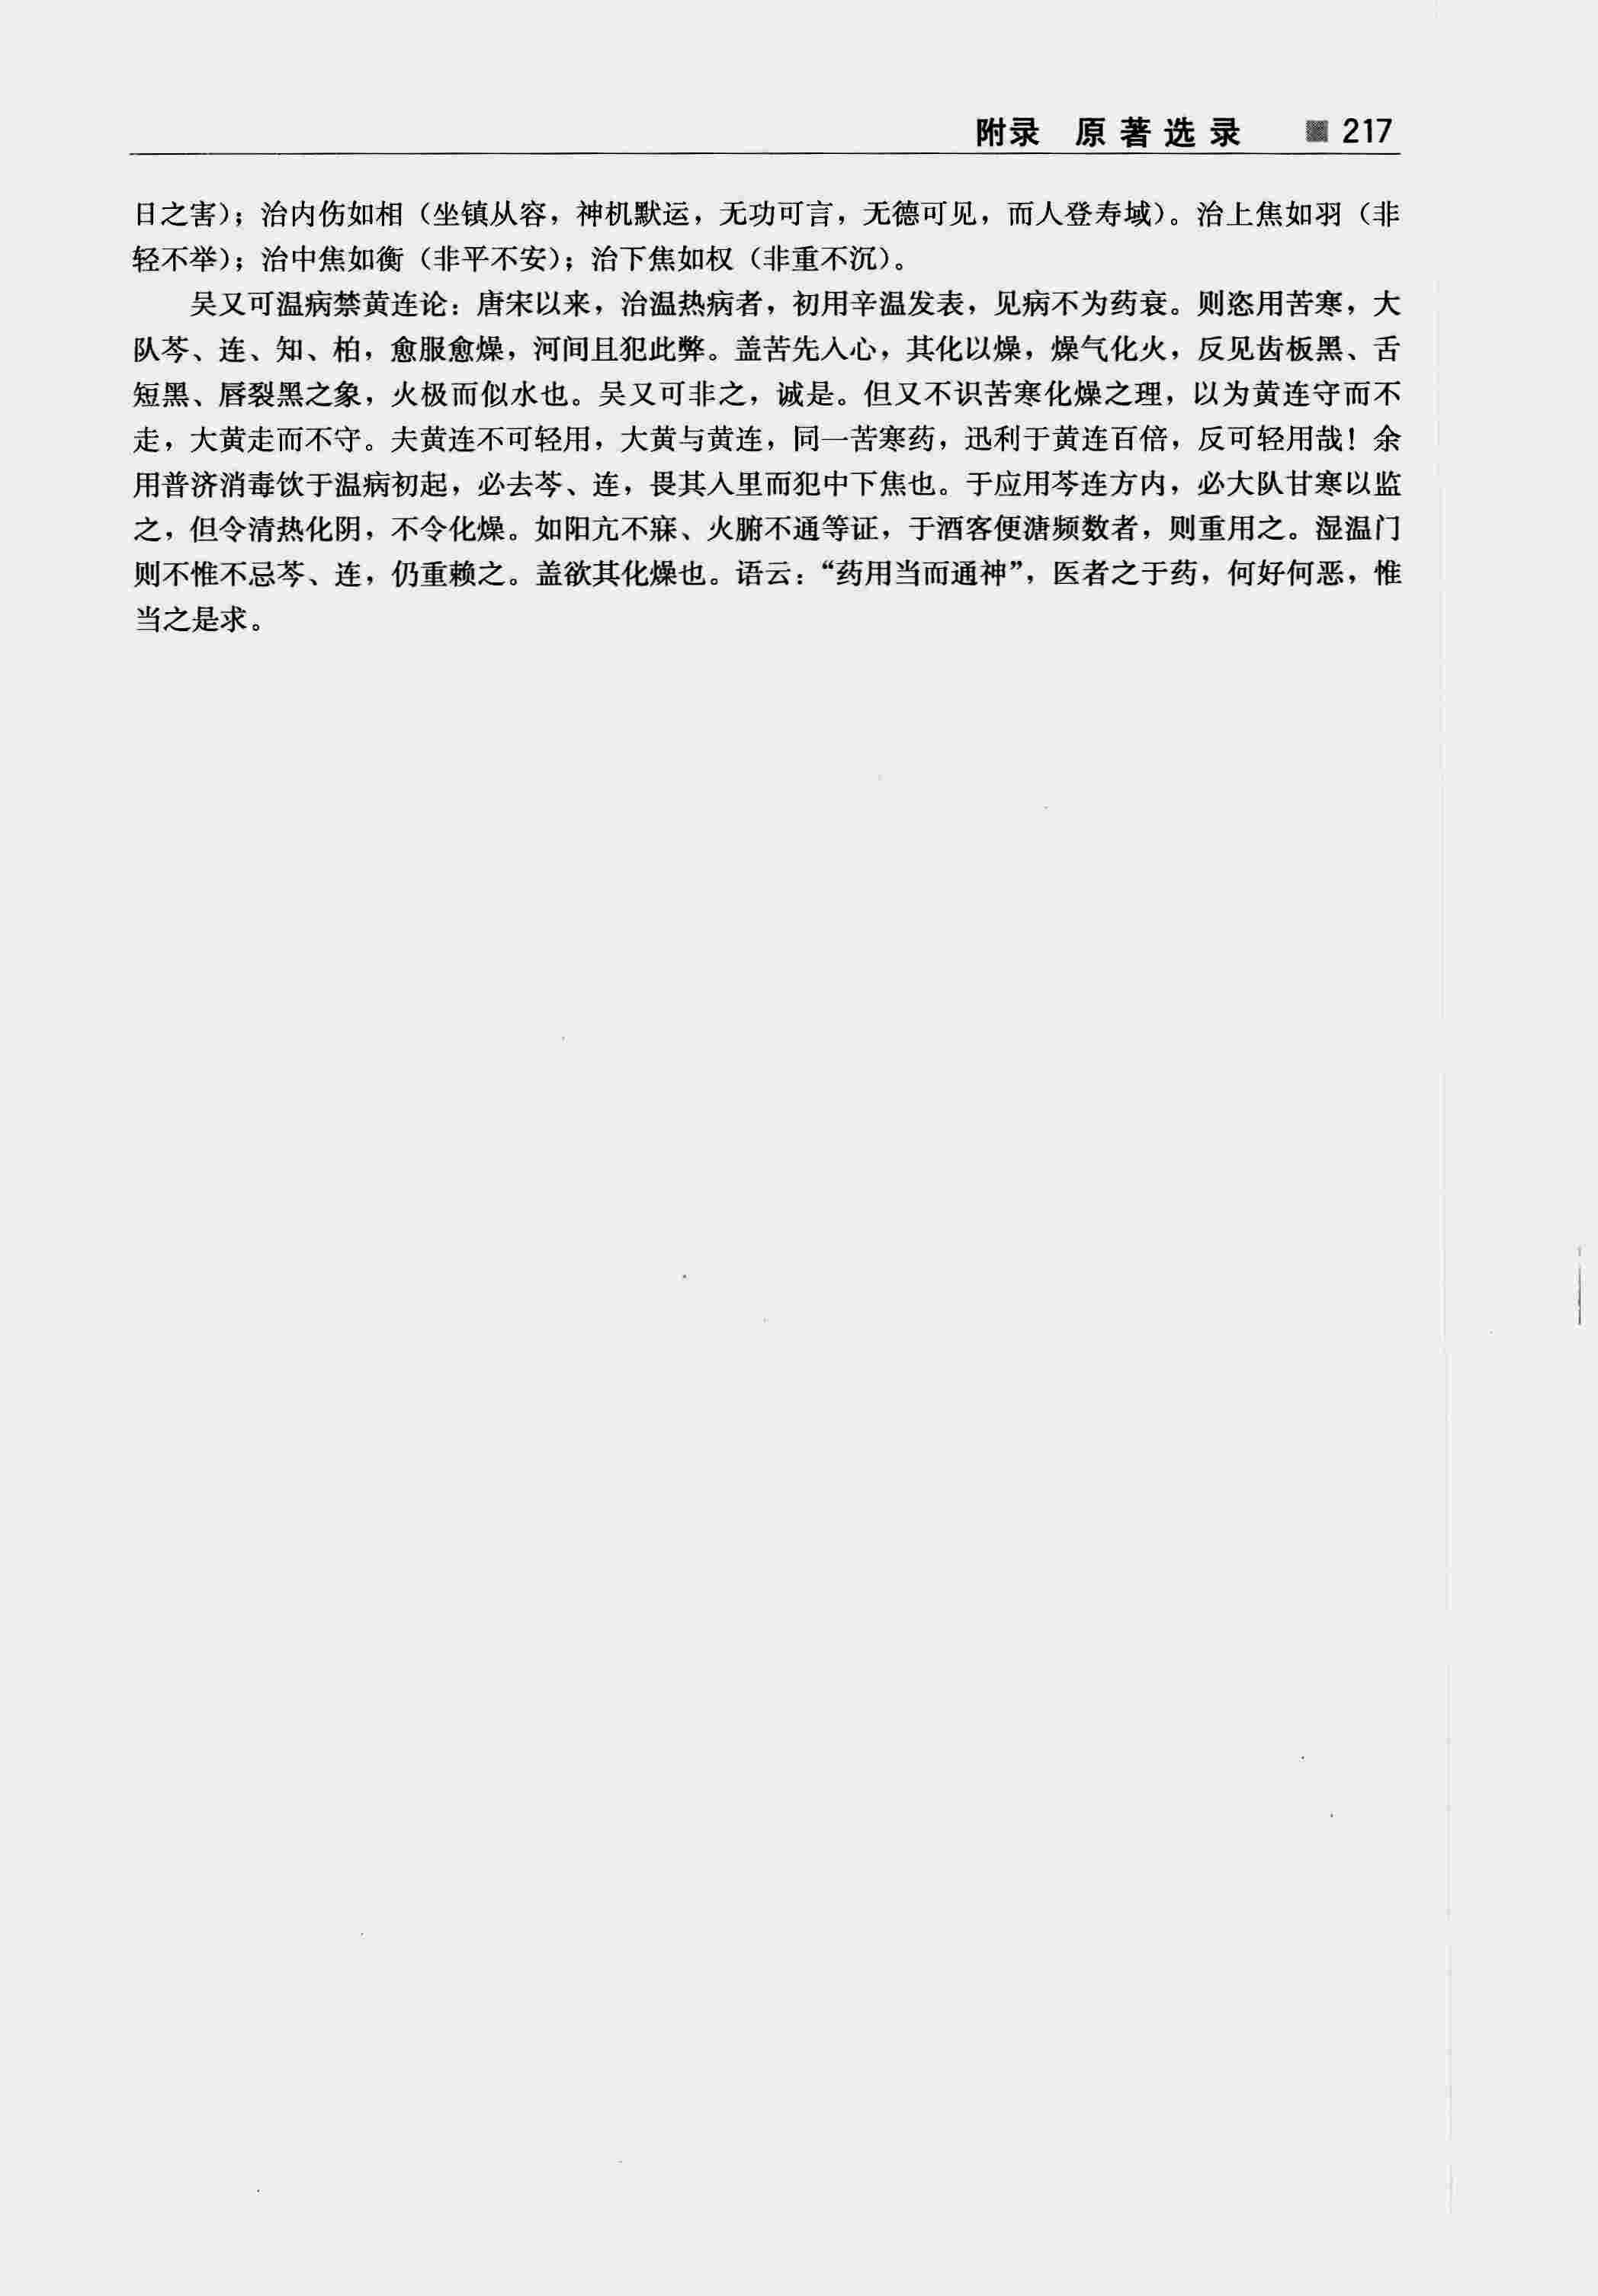 附录 原著选录 ■ 217
日之害)；治内伤如相（坐镇从容，神机默运，无功可言，无德可见，而人登寿域）。治上焦如羽（非
轻不举）；治中焦如衡（非平不安）；治下焦如权（非重不沉）。
吴又可温病禁黄连论：唐宋以来，治温热病者，初用辛温发表，见病不为药衰。则恣用苦寒，大
队芩、连、知、柏，愈服愈燥，河间且犯此弊。盖苦先入心，其化以燥，燥气化火，反见齿板黑、舌
短黑、唇裂黑之象，火极而似水也。吴又可非之，诚是。但又不识苦寒化燥之理，以为黄连守而不
走，大黄走而不守。夫黄连不可轻用，大黄与黄连，同一苦寒药，迅利于黄连百倍，反可轻用哉！余
用普济消毒饮于温病初起，必去芩、连，畏其入里而犯中下焦也。于应用芩连方内，必大队甘寒以监
之，但令清热化阴，不令化燥。如阳亢不寐、火腑不通等证，于酒客便溏频数者，则重用之。湿温门
则不惟不忌芩、连，仍重赖之。盖欲其化燥也。语云：“药用当而通神”，医者之于药，何好何恶，惟
当之是求。